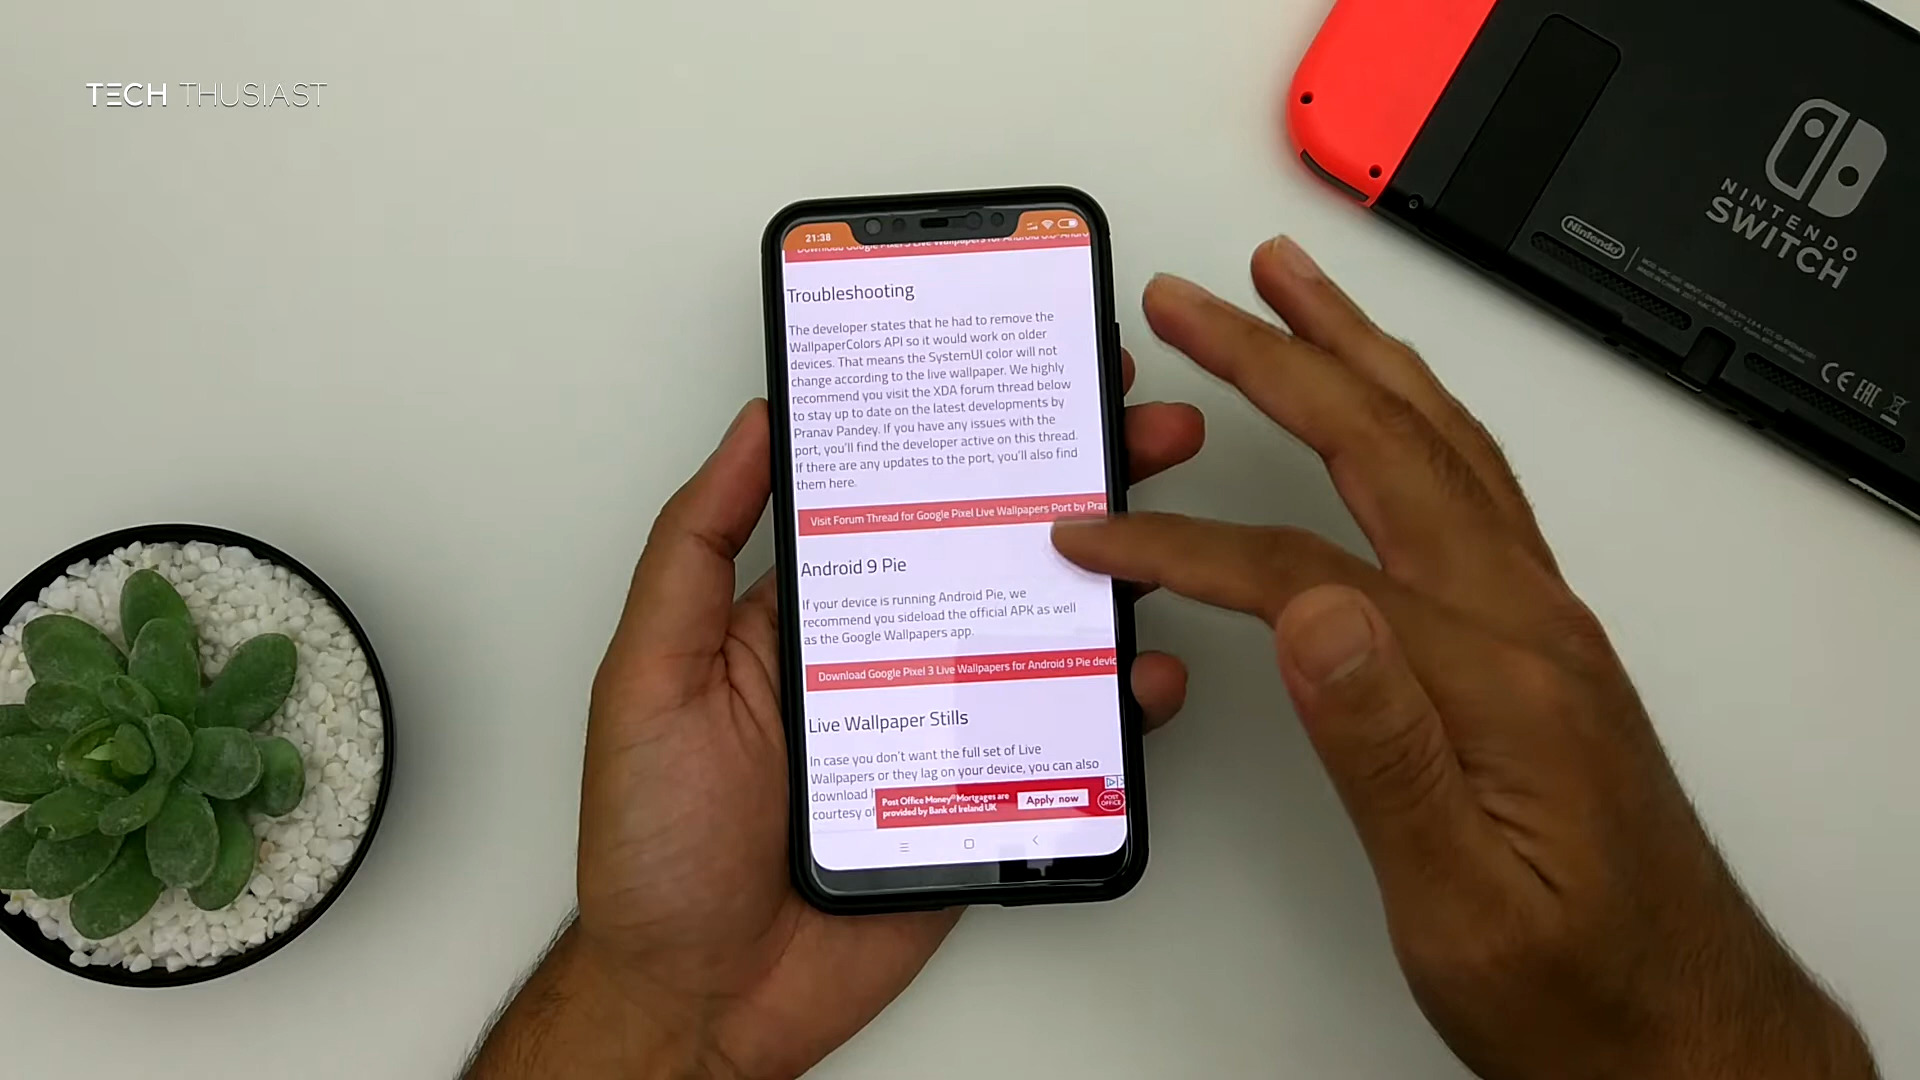 TECH THUSIAST
21:38
Troubleshooting
The developer states that he had to remove the
WallpaperColors API so it would work on older
devices. That means the SystemUI color will not
change according to the live wallpaper. We highly
recommend you visit the XDA forum thread below
to stay up to date on the latest developments by
Pranav Pandey. If you have any issues with the
port, you'll find the developer active on this thread.
If there are any updates to the port, you'll also find
them here.
Visit Forum Thread for Google Pixel Live Wallpapers Port by Pra
Android 9 Pie
If your device is running Android Pie, we
recommend you sideload the official APK as well
as the Google Wallpapers app.
Download Google Pixel 3 Live Wallpapers for Android 9 Pie devic
Live Wallpaper Stills
In case you don't want the full set of Live
Wallpapers or they lag on your device, you can also
download
courtesy of
Post Office Money® Mortgages are
provided by Bank of Ireland UK
Apply now
POST
OFFICE
NINTENDO
SWITCH
Nintendo
CE EAC